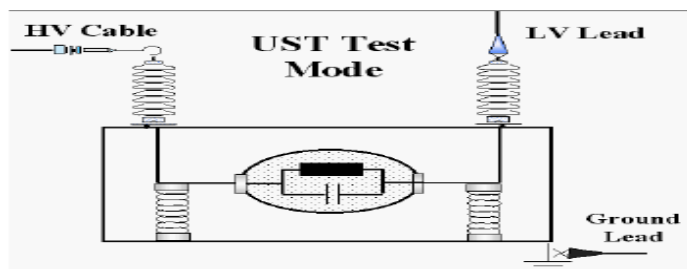 HV Cable
UST Test
Mode
LV Lead
Ground
Lead